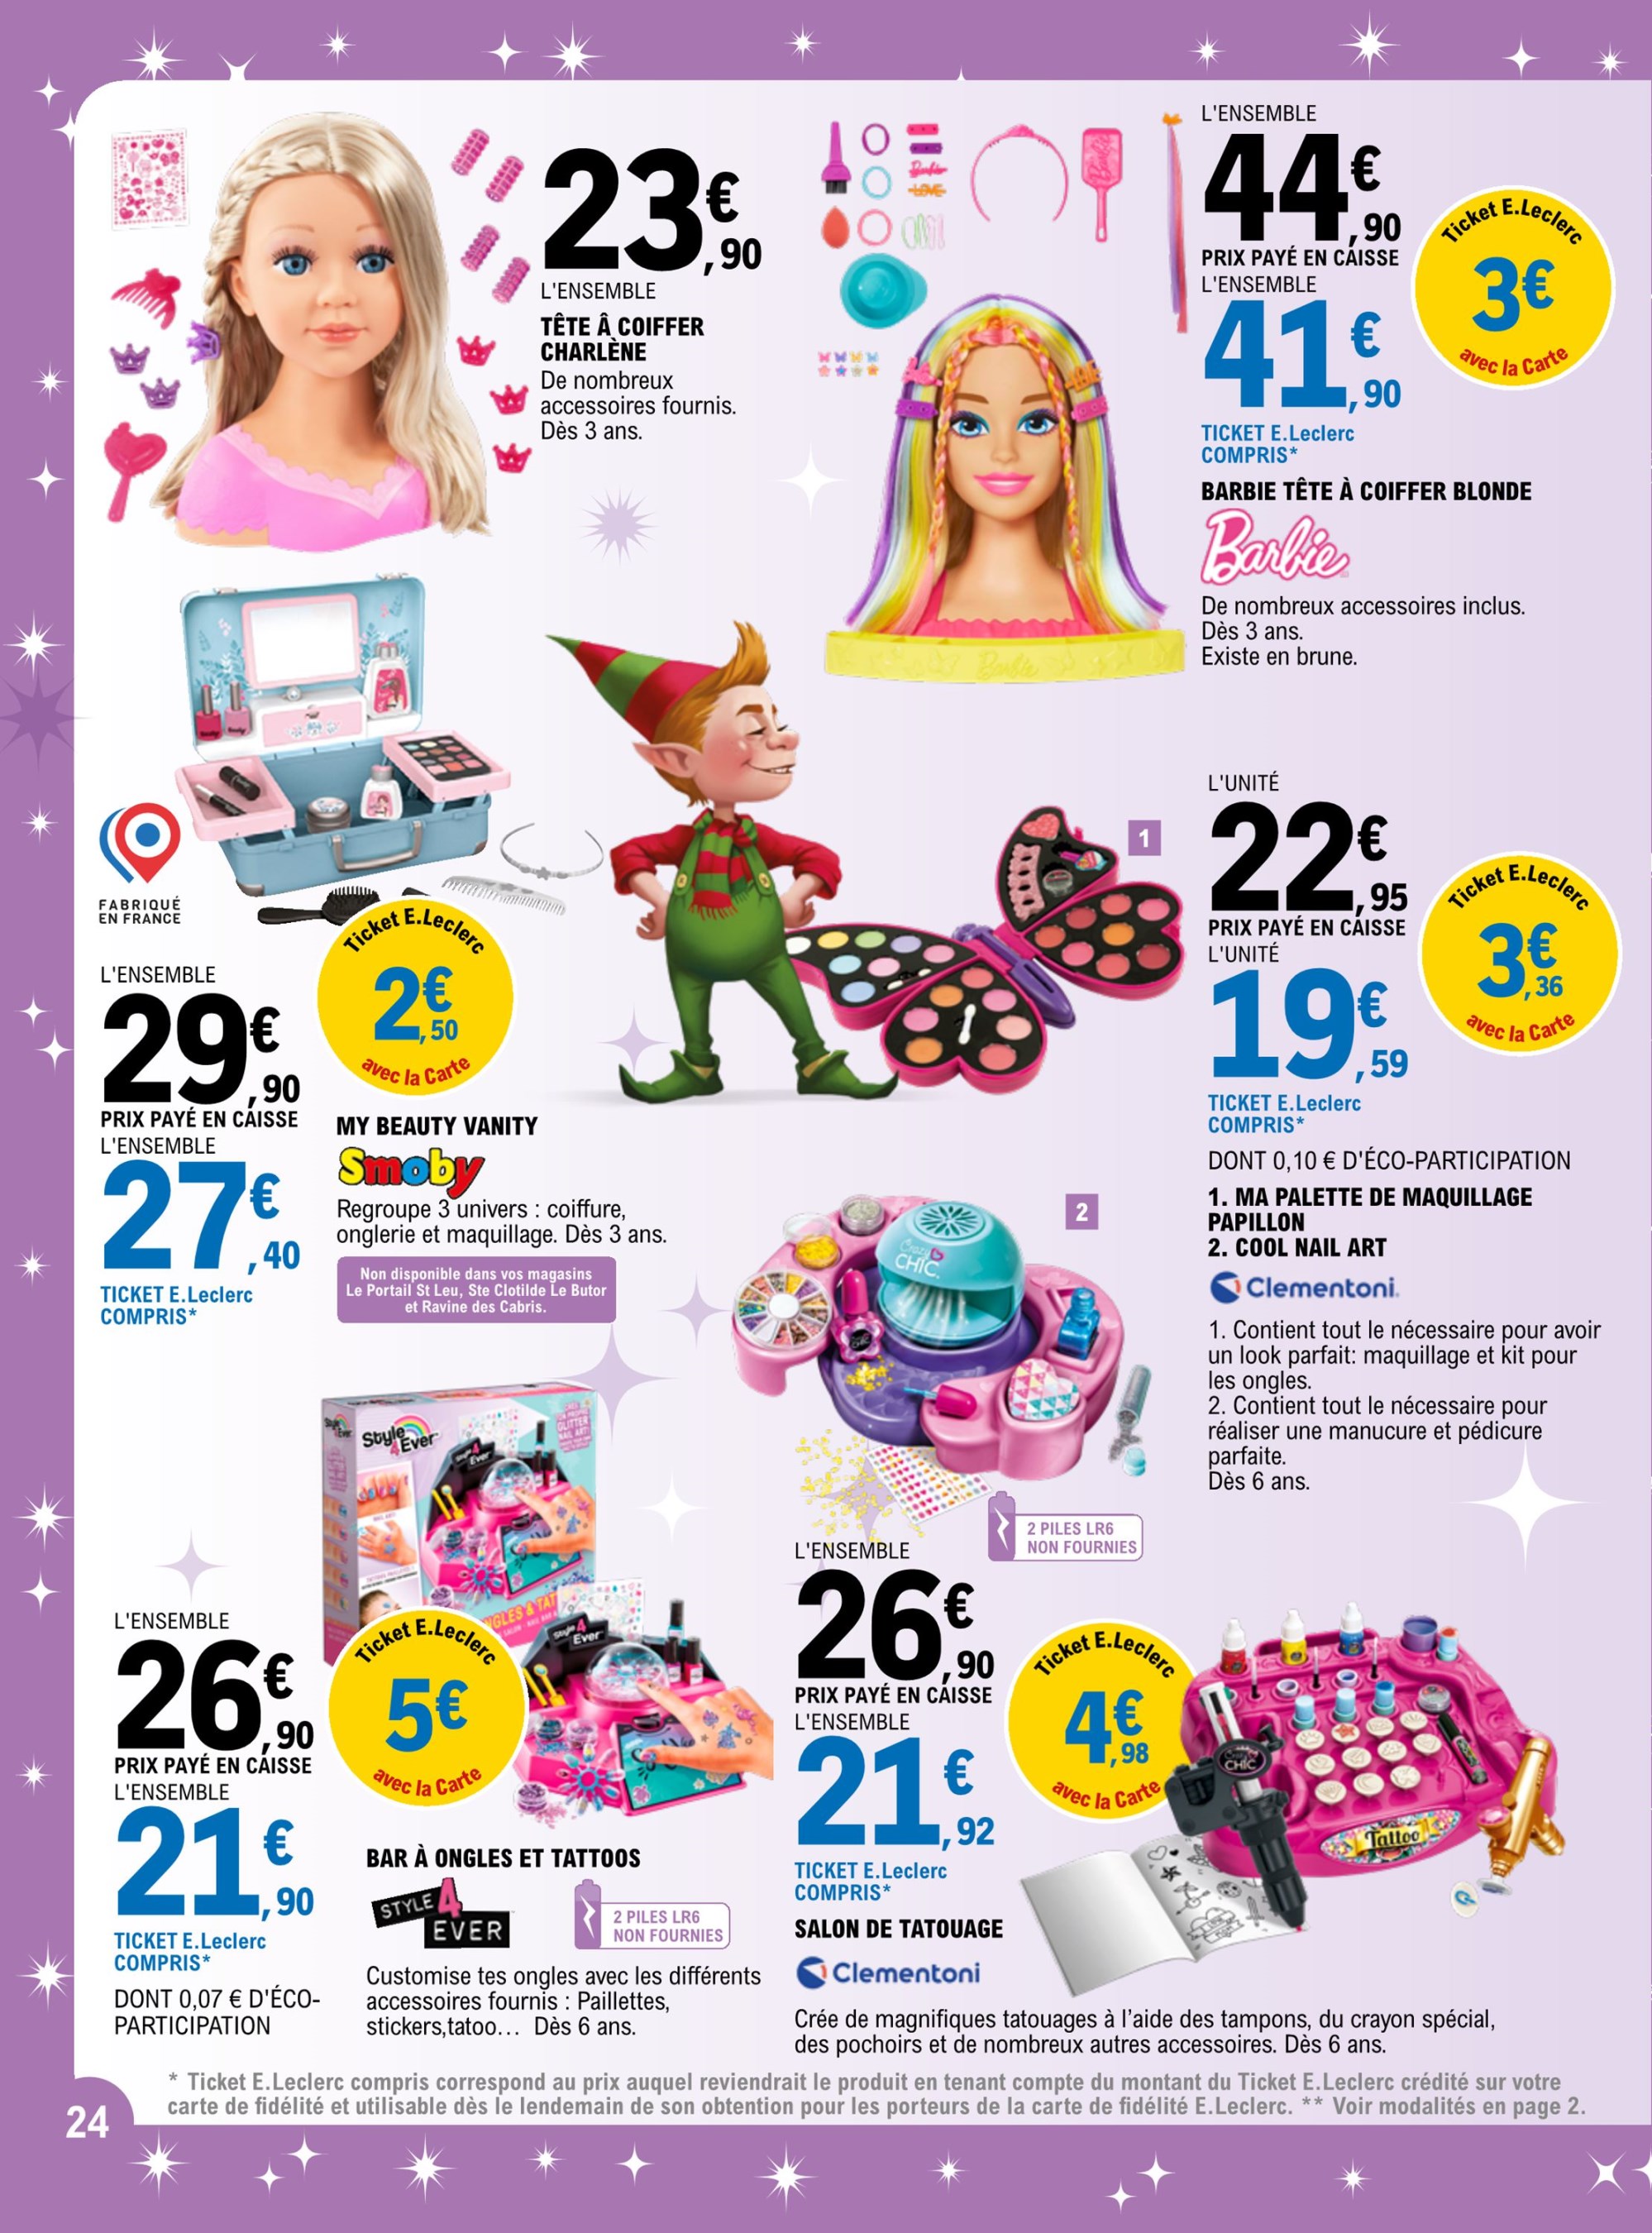 23€,90
L'ENSEMBLE
TÊTE Â COIFFER
CHARLÈNE
De nombreux
accessoires fournis.
Dès 3 ans.
L'ENSEMBLE
44€,90
PRIX PAYÉ EN CAISSE
L'ENSEMBLE
41€,90
TICKET E.Leclerc
COMPRIS*
Ticket E.Leclerc
3€
avec la Carte
BARBIE TÊTE À COIFFER BLONDE
Barbie
De nombreux accessoires inclus.
Dès 3 ans.
Existe en brune.
Barbie
LOVE
Barbie
Barbie
FABRIQUÉ
EN FRANCE
L'ENSEMBLE
29€,90
PRIX PAYÉ EN CAISSE
L'ENSEMBLE
27€,40
TICKET E.Leclerc
COMPRIS*
Ticket E.Leclerc
2€,50
avec la Carte
MY BEAUTY VANITY
Smoby
Regroupe 3 univers : coiffure,
onglerie et maquillage. Dès 3 ans.
Non disponible dans vos magasins
Le Portail St Leu, Ste Clotilde Le Butor
et Ravine des Cabris.
1
L'UNITÉ
22€,95
PRIX PAYÉ EN CAISSE
L'UNITÉ
19€,59
TICKET E.Leclerc
COMPRIS*
Ticket E.Leclerc
3€,36
avec la Carte
DONT 0,10 € D'ÉCO-PARTICIPATION
1. MA PALETTE DE MAQUILLAGE
PAPILLON
2. COOL NAIL ART
Clementoni.
1. Contient tout le nécessaire pour avoir
un look parfait: maquillage et kit pour
les ongles.
2. Contient tout le nécessaire pour
réaliser une manucure et pédicure
parfaite.
Dès 6 ans.
2
Crazy
CHIC
2 PILES LR6
NON FOURNIES
L'ENSEMBLE
26€,90
PRIX PAYÉ EN CAISSE
L'ENSEMBLE
21€,90
TICKET E.Leclerc
COMPRIS*
DONT 0,07 € D'ÉCO-
PARTICIPATION
Style
4Ever
Ticket E.Leclerc
5€
avec la Carte
BAR À ONGLES ET TATTOOS
STYLE 4
EVER
2 PILES LR6
NON FOURNIES
Customise tes ongles avec les différents
accessoires fournis : Paillettes,
stickers,tatoo... Dès 6 ans.
L'ENSEMBLE
26€,90
PRIX PAYÉ EN CAISSE
L'ENSEMBLE
21€,92
TICKET E.Leclerc
COMPRIS*
Ticket E.Leclerc
4€,98
avec la Carte
Crazy
CHIC
Tattoo
SALON DE TATOUAGE
Clementoni
Crée de magnifiques tatouages à l’aide des tampons, du crayon spécial,
des pochoirs et de nombreux autres accessoires. Dès 6 ans.
* Ticket E.Leclerc compris correspond au prix auquel reviendrait le produit en tenant compte du montant du Ticket E.Leclerc crédité sur votre
carte de fidélité et utilisable dès le lendemain de son obtention pour les porteurs de la carte de fidélité E.Leclerc. ** Voir modalités en page 2.
24